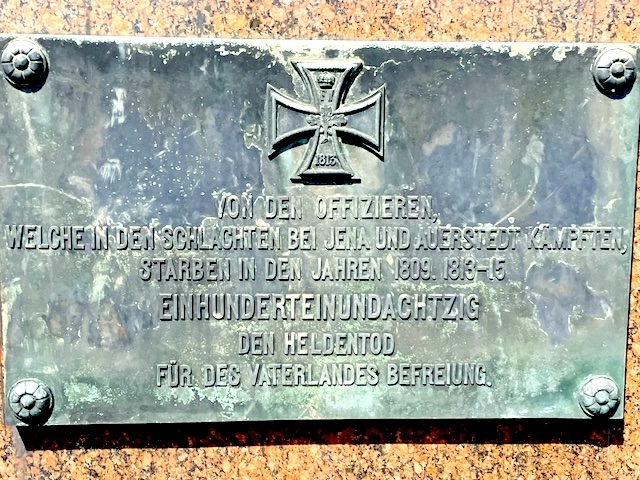 1813
VON DEN OFFIZIEREN,
WELCHE IN DEN SCHLACHTEN BEI JENA UND AUERSTEDT KÄMPFTEN,
STARBEN IN DEN JAHREN 1809. 1813-15
EINHUNDERTEINUNDACHTZIG
DEN HELDENTOD
FÜR DES VATERLANDES BEFREIUNG.